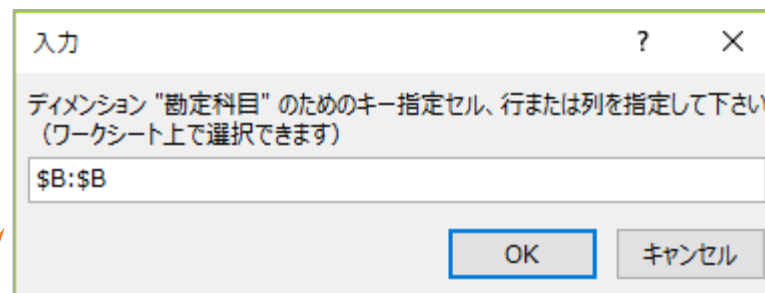 入力 ? ×
ディメンション "勘定科目" のためのキー指定セル、行または列を指定して下さい
（ワークシート上で選択できます）
$B:$B
OK キャンセル